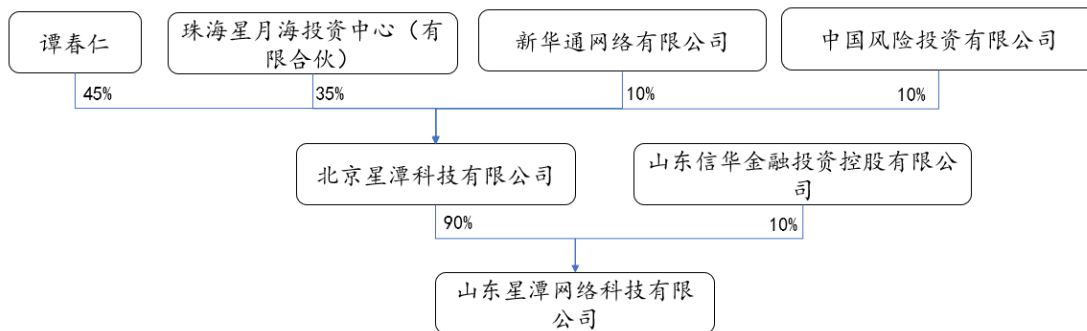 谭春仁
珠海星月海投资中心（有
限合伙）
新华通网络有限公司
中国风险投资有限公司
45%
35%
10%
10%
北京星潭科技有限公司
山东信华金融投资控股有限公
司
90%
10%
山东星潭网络科技有限
公司